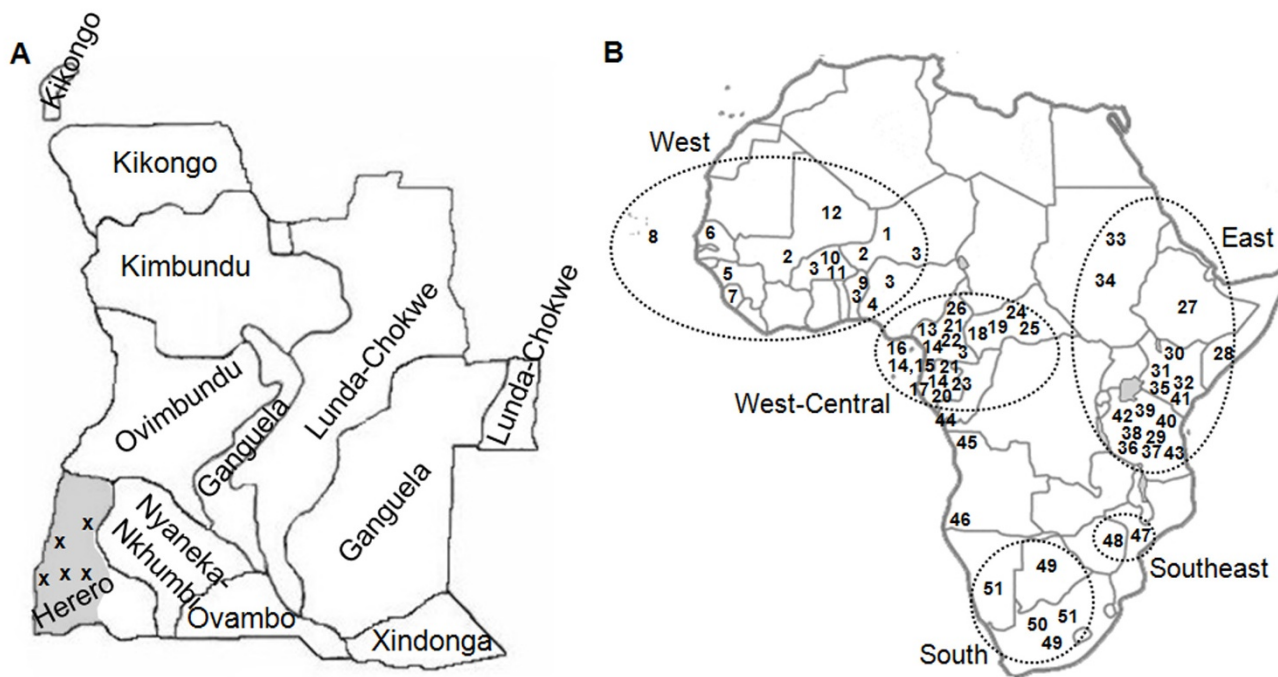 A
Kikongo
Kikongo
Kimbundu
Ovimbundu
Ganguela
Lunda-Chokwe
Lunda-Chokwe
Ganguela
Nyaneka-
Nkhumbi
Herero
Ovambo
Xindonga
x
x
x x x
B
West
12
8 6 1
2 10 2 3
5 3 11 9 3
7 3 4
East
33
34
27
26 24
13 21 18 19 25
16 14 22 3
14,15 21
14 23
17 20
West-Central
44
45
46
30 28
31
35 32
41
42 39 40
38 29
36 37 43
48 47
Southeast
49
51
50 51
49
South